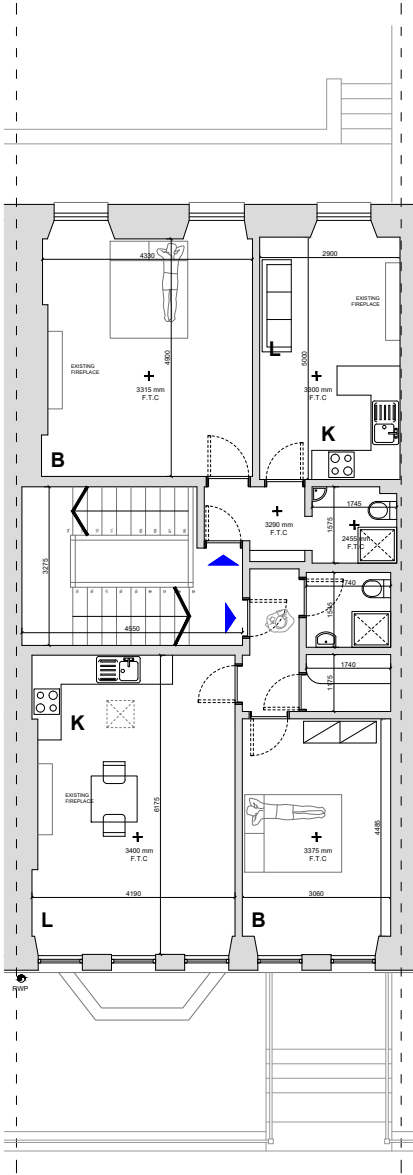 4330
2900
EXISTING
FIREPLACE
EXISTING
FIREPLACE
4900
5000
L
3315 mm
F.T.C
3300 mm
F.T.C
K
B
1745
3290 mm
F.T.C
1575
2455 mm
F.T.C
3275
1740
1545
4550
1740
1175
K
EXISTING
FIREPLACE
6175
3400 mm
F.T.C
3375 mm
F.T.C
4485
4190
3060
L
B
RWP